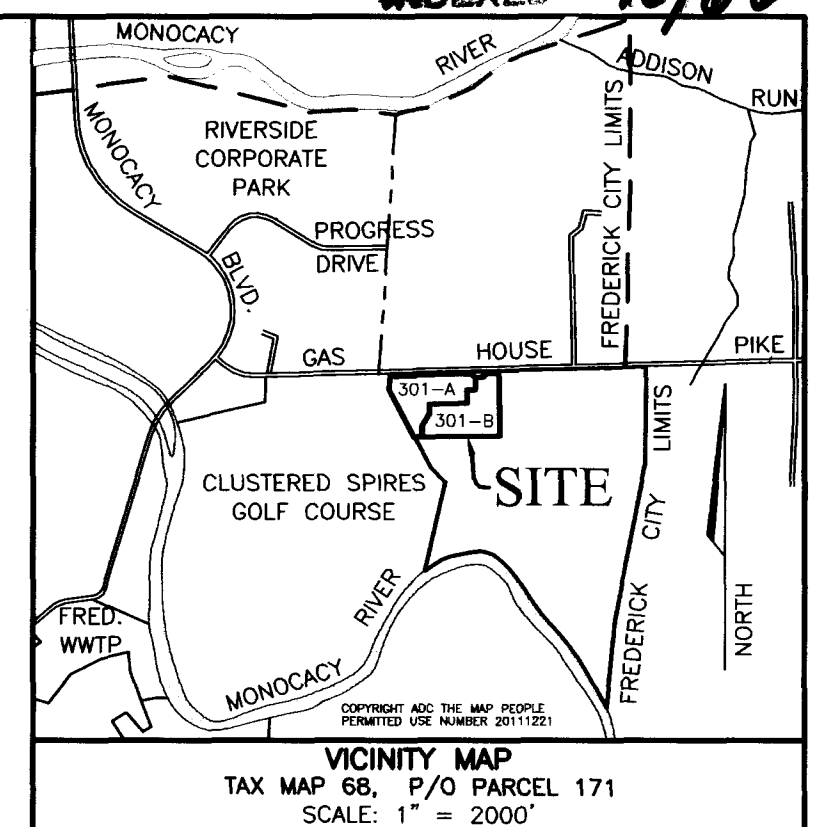 MONOCACY
RIVER
ADDISON
RUN
MONOCACY
BLVD.
RIVERSIDE
CORPORATE
PARK
PROGRESS
DRIVE
FREDERICK CITY LIMITS
GAS HOUSE PIKE
301-A
301-B
SITE
CLUSTERED SPIRES
GOLF COURSE
FREDERICK CITY LIMITS
NORTH
FRED.
WWTP
MONOCACY RIVER
COPYRIGHT ADC THE MAP PEOPLE
PERMITTED USE NUMBER 20111221
VICINITY MAP
TAX MAP 68, P/O PARCEL 171
SCALE: 1" = 2000'